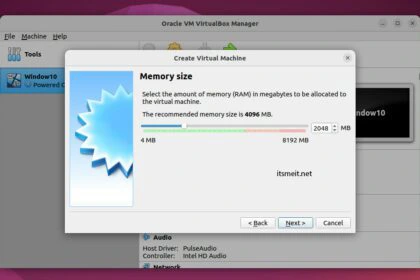 Oracle VM VirtualBox Manager
File Machine Help
Tools
Window10
Powered O
Create Virtual Machine
Memory size
Select the amount of memory (RAM) in megabytes to be allocated to
the virtual machine.
The recommended memory size is 4096 MB.
2048 MB
4 MB 8192 MB
itsmeit.net
< Back Next > Cancel
Audio
Host Driver: PulseAudio
Controller: Intel HD Audio
Network